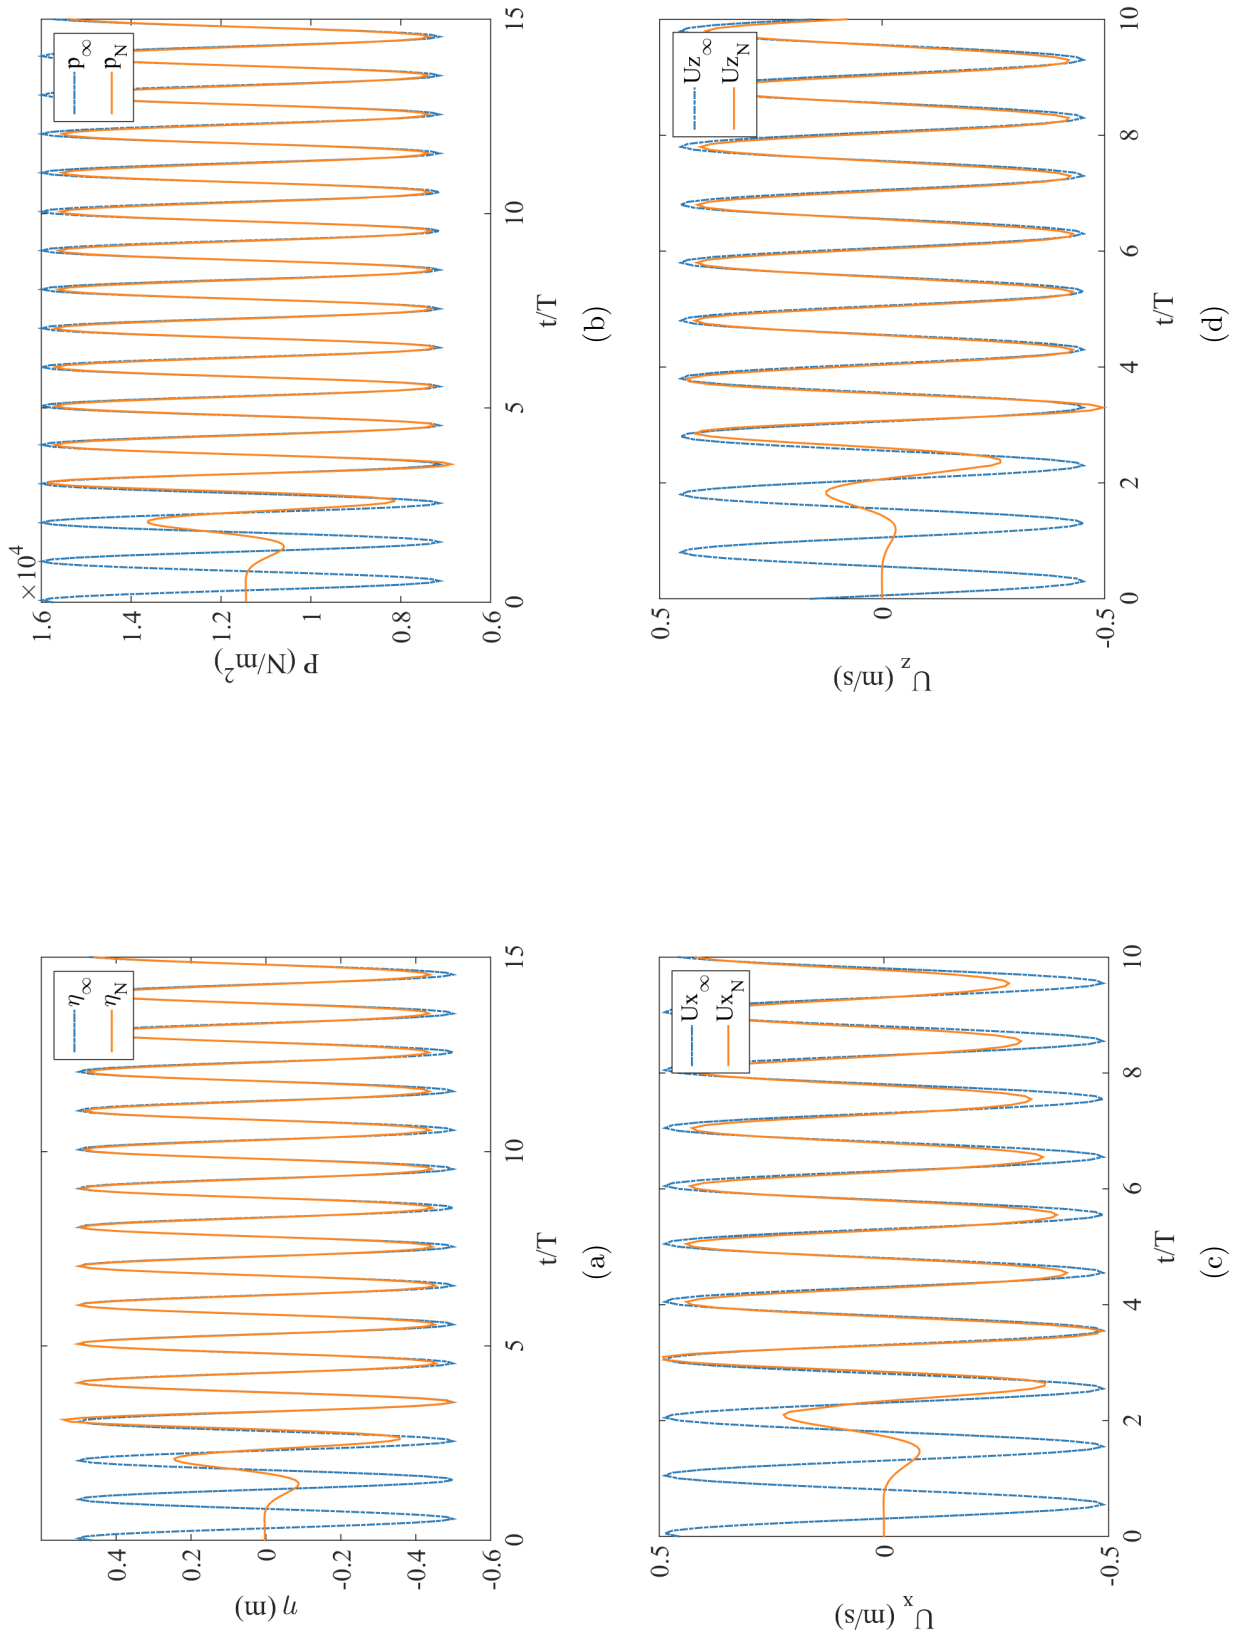 η∞
ηN
η (m)
0.4
0.2
0
-0.2
-0.4
-0.6
0
5
10
15
t/T
(a)
×10^4
p∞
pN
P (N/m²)
1.6
1.4
1.2
1
0.8
0.6
0
5
10
15
t/T
(b)
Ux∞
UxN
Ux (m/s)
0.5
0
-0.5
0
2
4
6
8
10
t/T
(c)
Uz∞
UzN
Uz (m/s)
0.5
0
-0.5
0
2
4
6
8
10
t/T
(d)